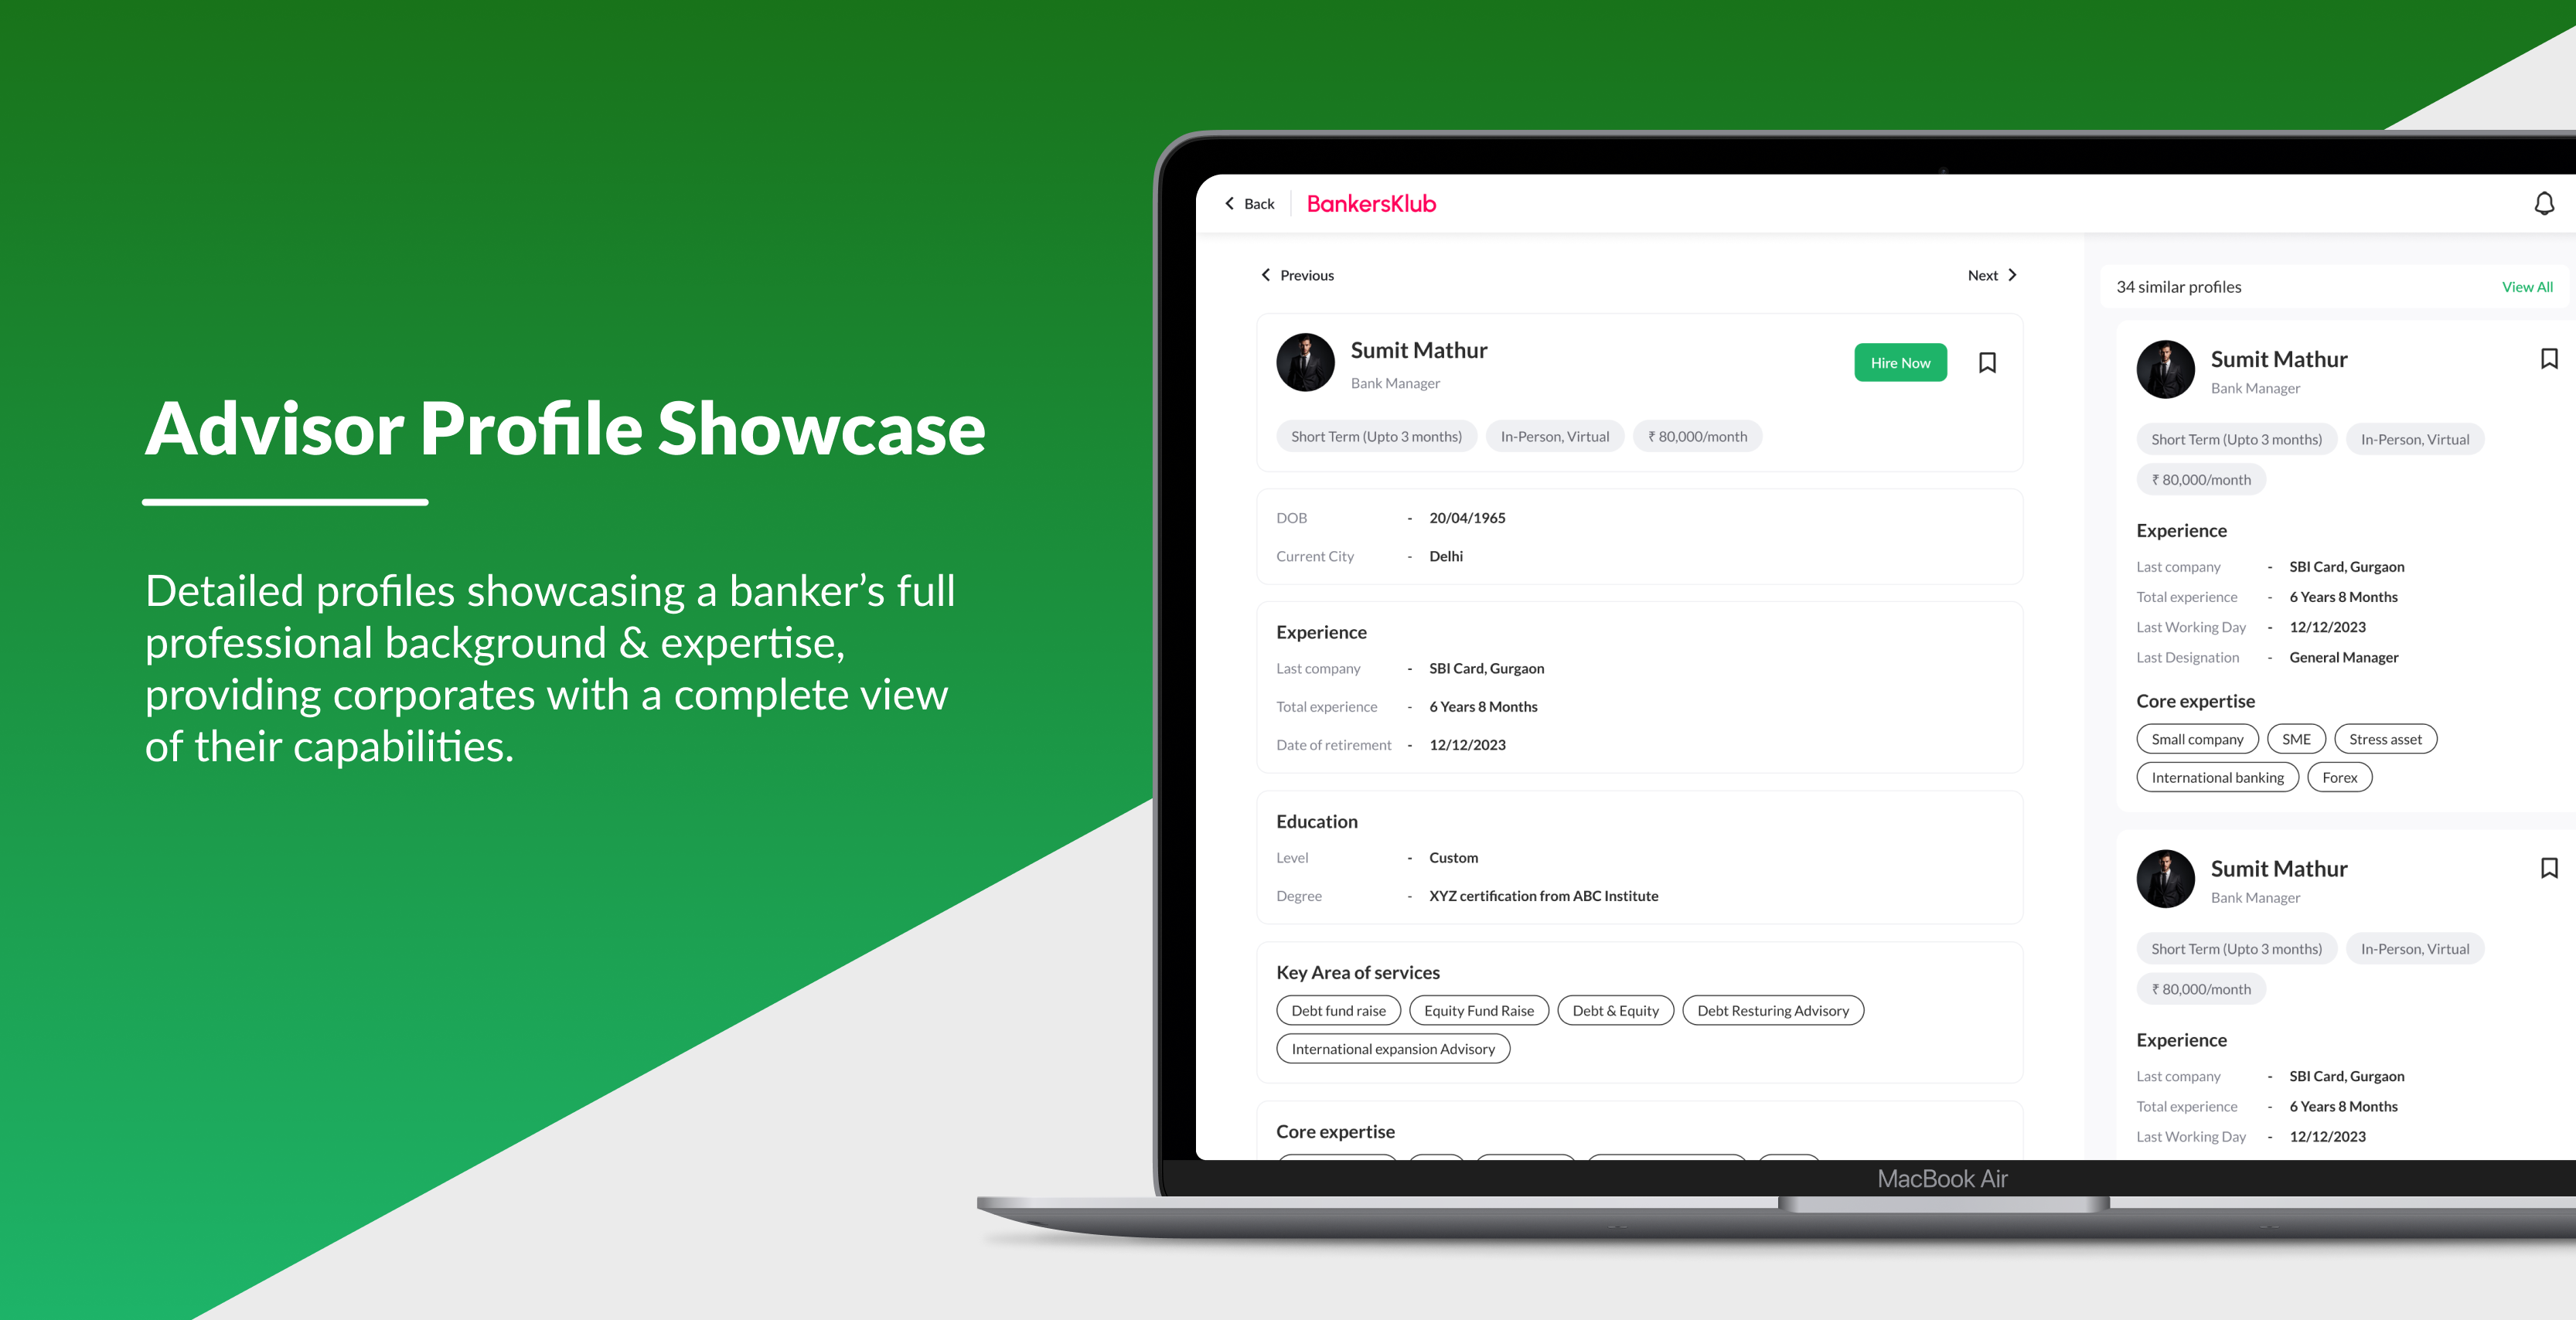 Advisor Profile Showcase
Detailed profiles showcasing a banker's full
professional background & expertise,
providing corporates with a complete view
of their capabilities.
Back
BankersKlub
Previous
Next
Sumit Mathur
Bank Manager
Hire Now
Short Term (Upto 3 months) In-Person, Virtual ₹ 80,000/month
DOB - 20/04/1965
Current City - Delhi
Experience
Last company - SBI Card, Gurgaon
Total experience - 6 Years 8 Months
Date of retirement - 12/12/2023
Education
Level - Custom
Degree - XYZ certification from ABC Institute
Key Area of services
Debt fund raise Equity Fund Raise Debt & Equity Debt Resturing Advisory
International expansion Advisory
Core expertise
34 similar profiles View All
Sumit Mathur
Bank Manager
Short Term (Upto 3 months) In-Person, Virtual
₹ 80,000/month
Experience
Last company - SBI Card, Gurgaon
Total experience - 6 Years 8 Months
Last Working Day - 12/12/2023
Last Designation - General Manager
Core expertise
Small company SME Stress asset
International banking Forex
Sumit Mathur
Bank Manager
Short Term (Upto 3 months) In-Person, Virtual
₹ 80,000/month
Experience
Last company - SBI Card, Gurgaon
Total experience - 6 Years 8 Months
Last Working Day - 12/12/2023
MacBook Air